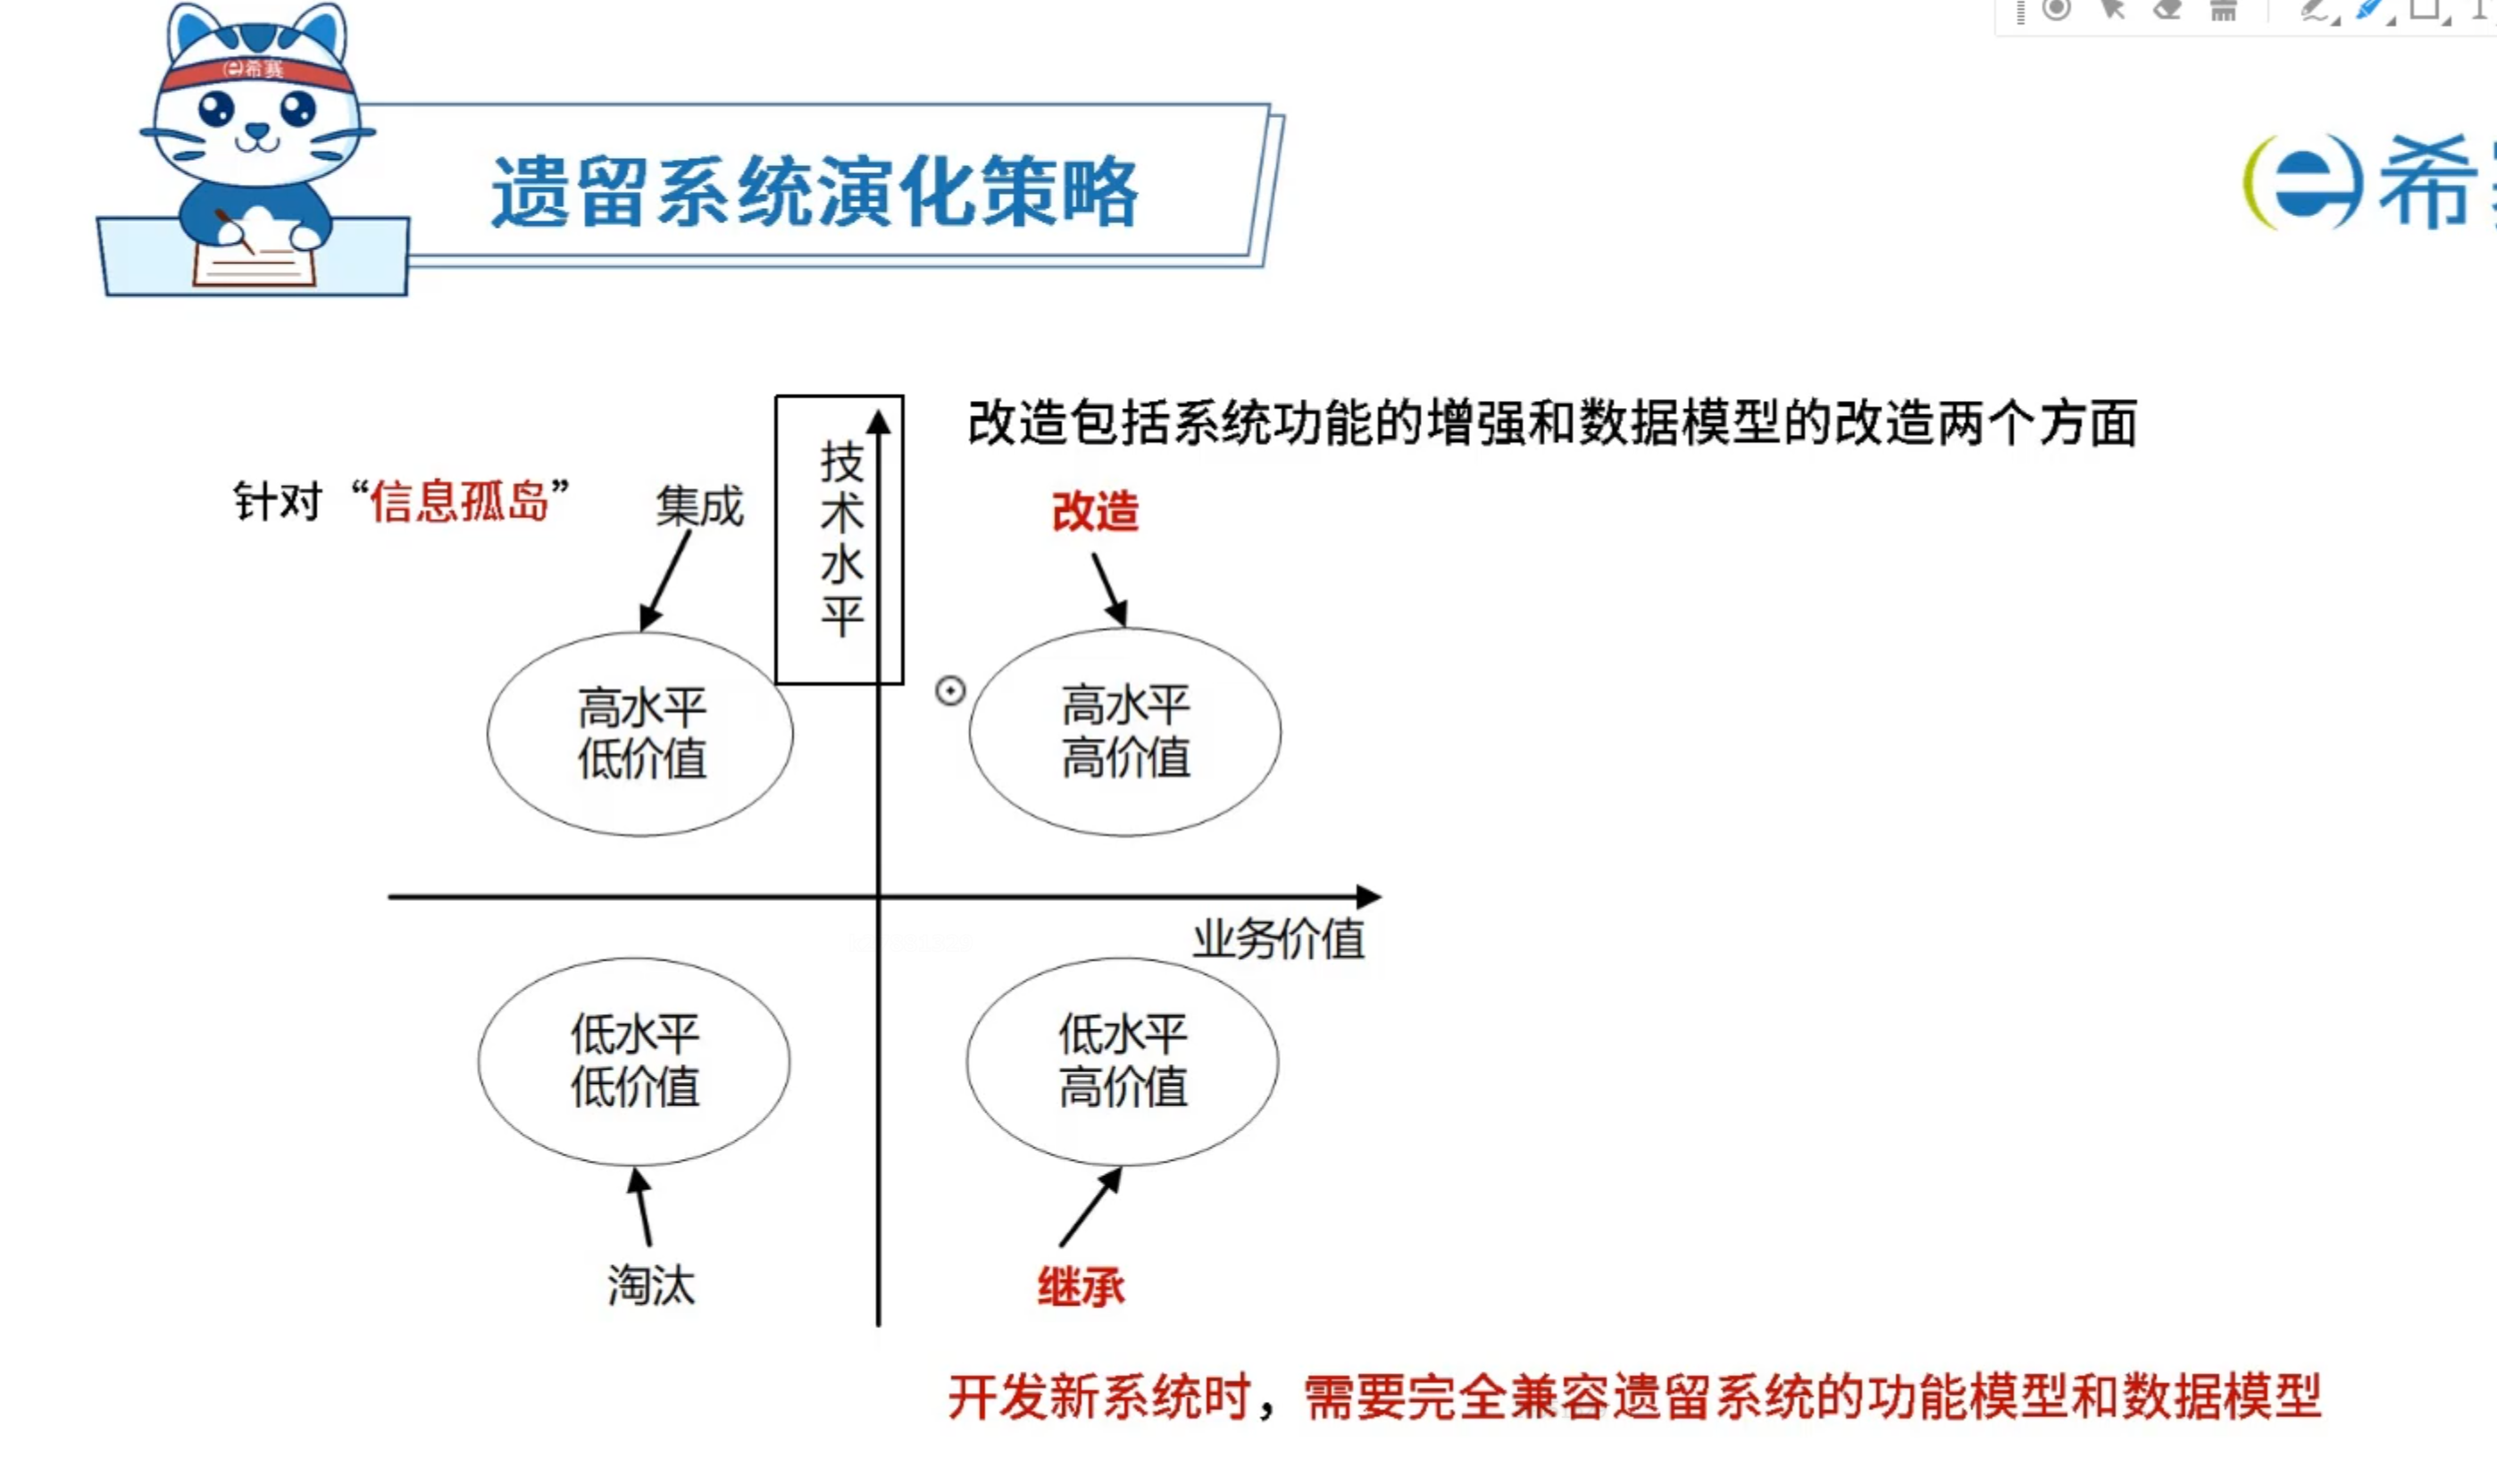 希赛
遗留系统演化策略
希
改造包括系统功能的增强和数据模型的改造两个方面
针对“信息孤岛”
集成
技术水平
改造
高水平
低价值
高水平
高价值
业务价值
低水平
低价值
低水平
高价值
淘汰
继承
开发新系统时，需要完全兼容遗留系统的功能模型和数据模型